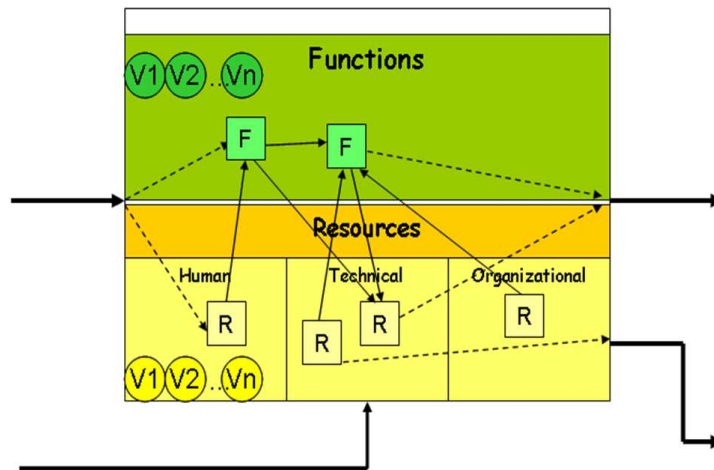 Functions
V1 V2 ...Vn
F
F
Resources
Human Technical Organizational
R
R
R
R
V1 V2 ...Vn